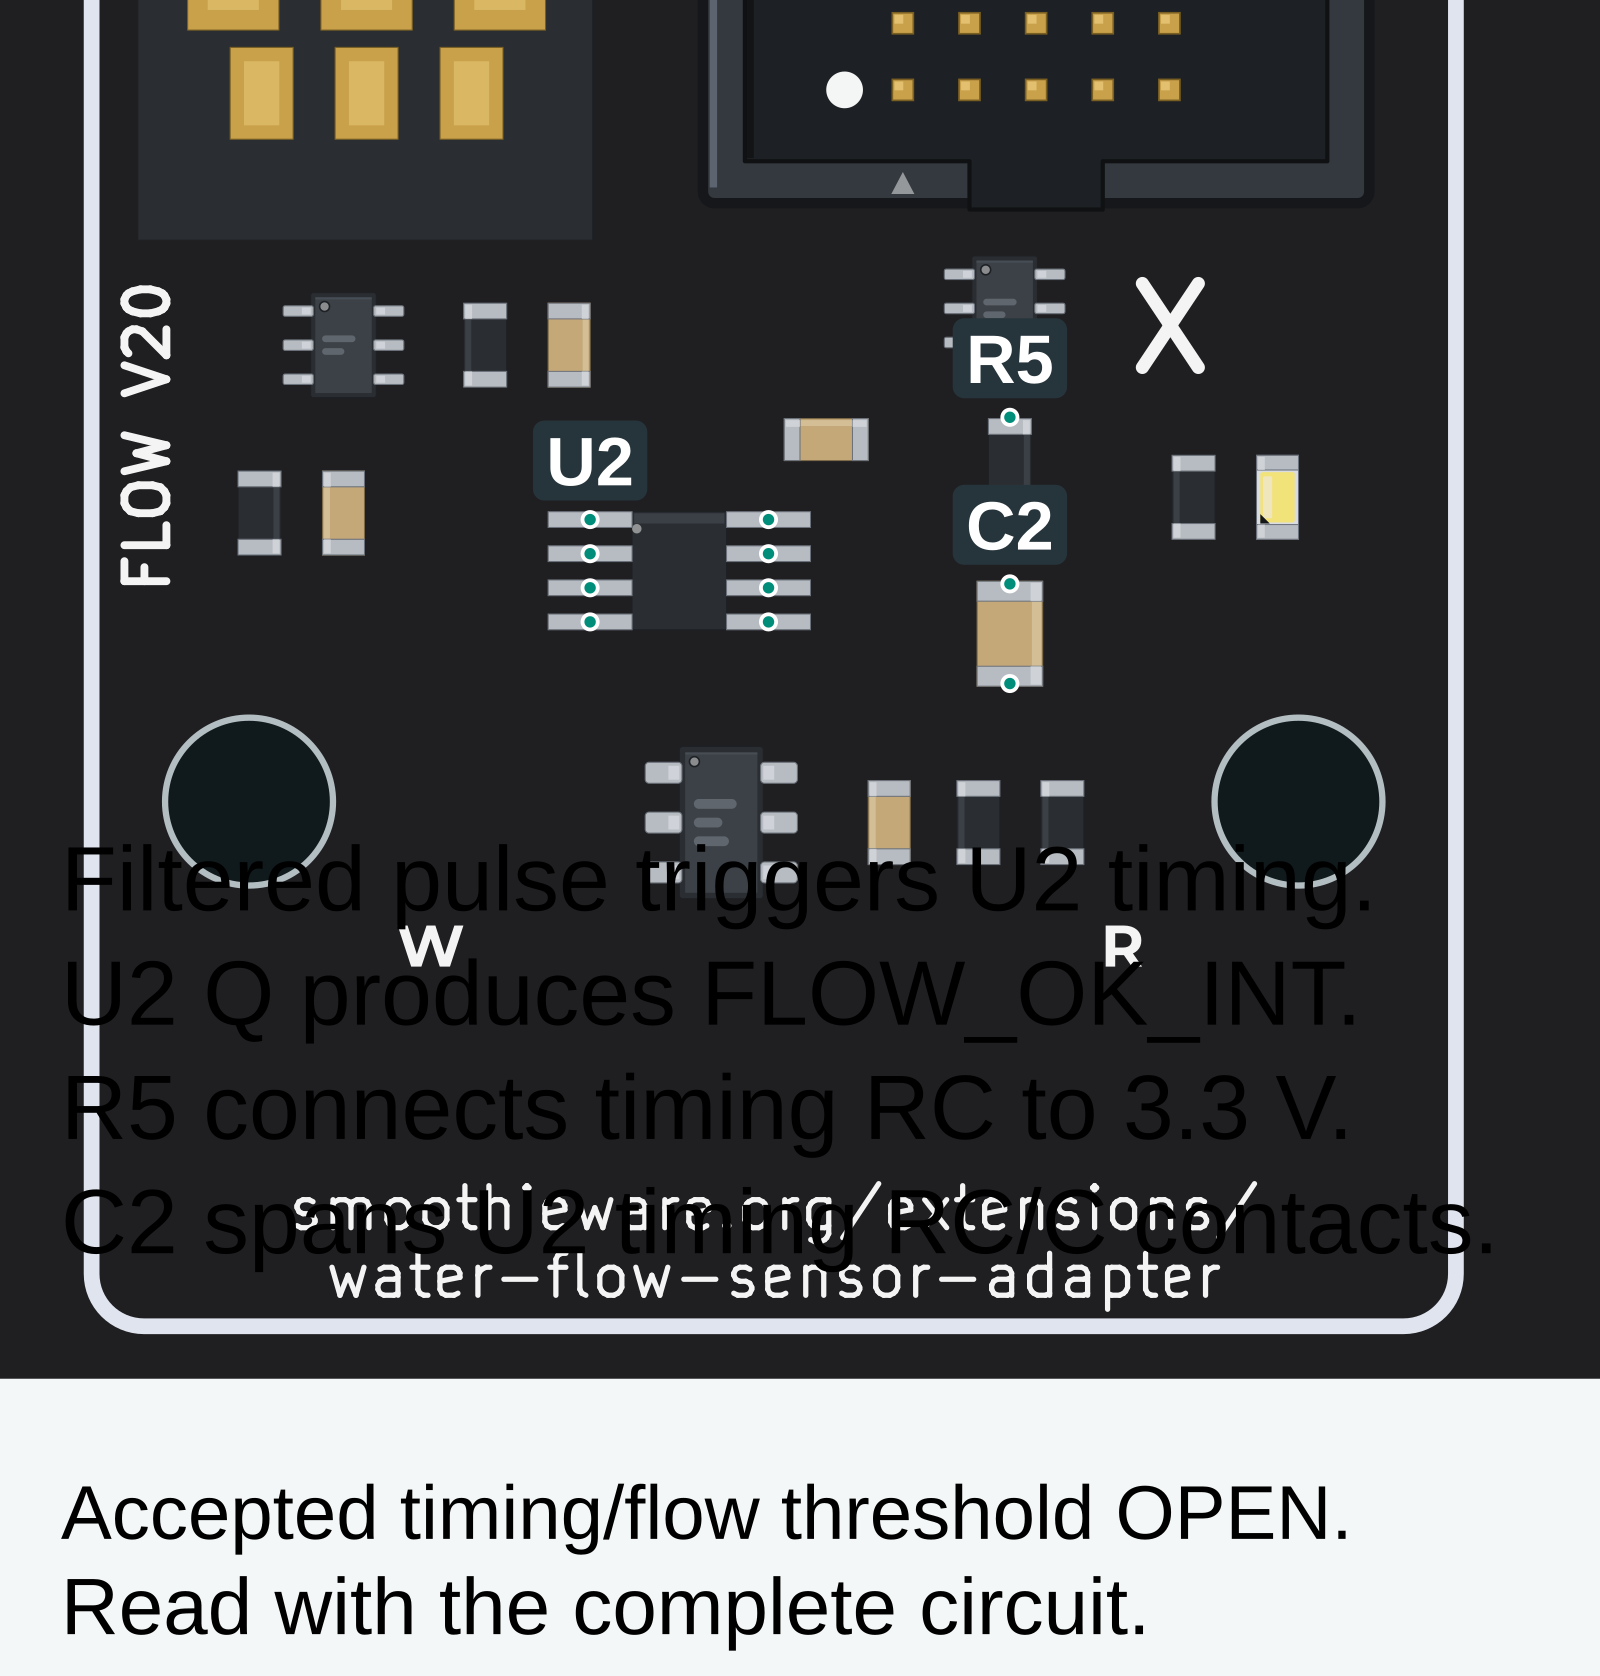 FLOW V20
X
R5
U2
C2
Filtered pulse triggers U2 timing.
W
R
U2 Q produces FLOW_OK_INT.
R5 connects timing RC to 3.3 V.
smoothieware.org/extensions/
C2 spans U2 timing RC/C contacts.
water-flow-sensor-adapter
Accepted timing/flow threshold OPEN.
Read with the complete circuit.